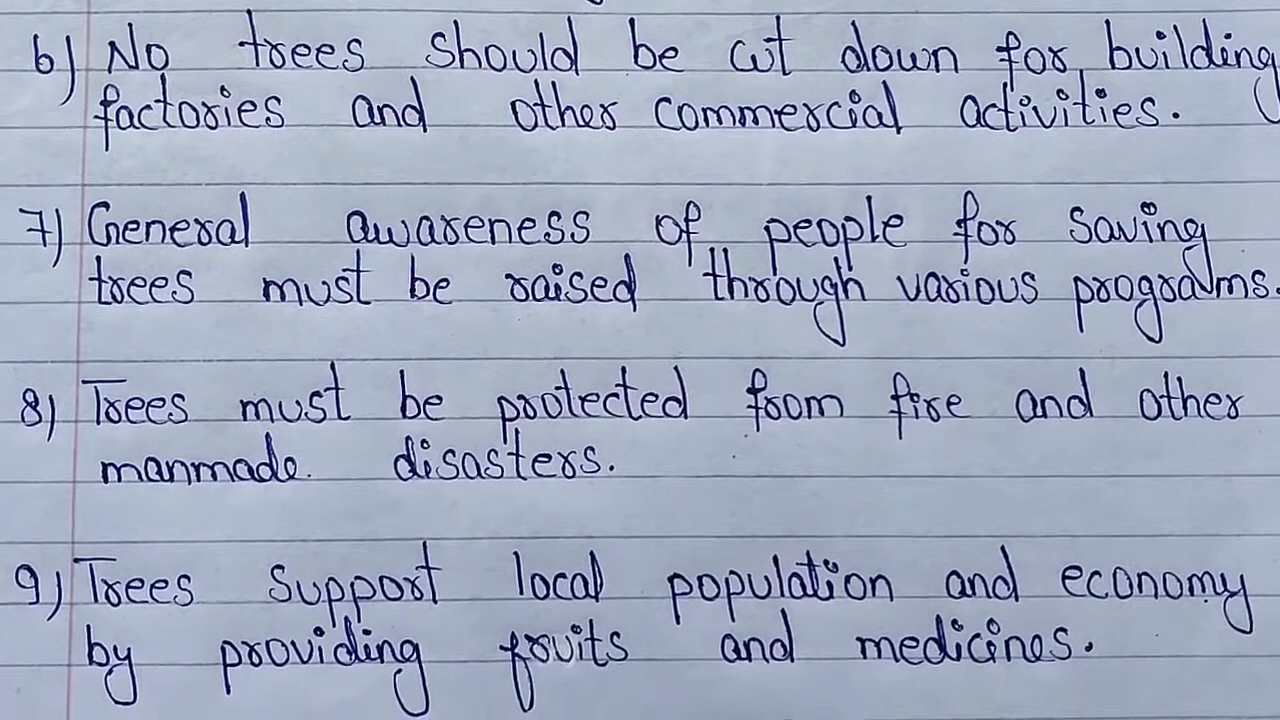 6) No trees should be cut down for building
factories and other commercial activities.
7) General awareness of people for saving
trees must be raised through various programs.
8) Trees must be protected from fire and other
manmade. disasters.
9) Trees support local population and economy
by providing fruits and medicines.